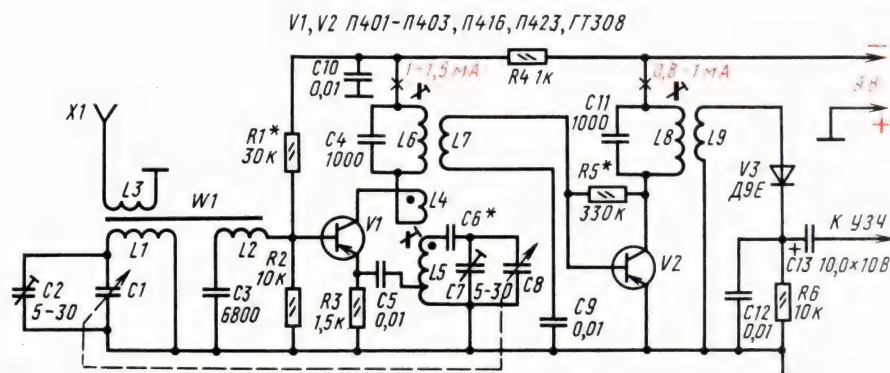 V1, V2 П401-П403, П416, П423, ГТ308
C10
0,01
1-1,5 мА
R4 1к
0,8-1 мА
9 В
X1
R1*
30к
C4
1000
L6
L7
C11
1000
L8
L9
L3
W1
R5*
330к
V3
Д9Е
L4
C6*
L1
L2
V1
К УЗЧ
R2
10к
L5
V2
C13 10,0×10В
C2
5-30
C1
C3
6800
R3
1,5к
C5
0,01
C7
5-30
C8
C9
0,01
C12
0,01
R6
10к